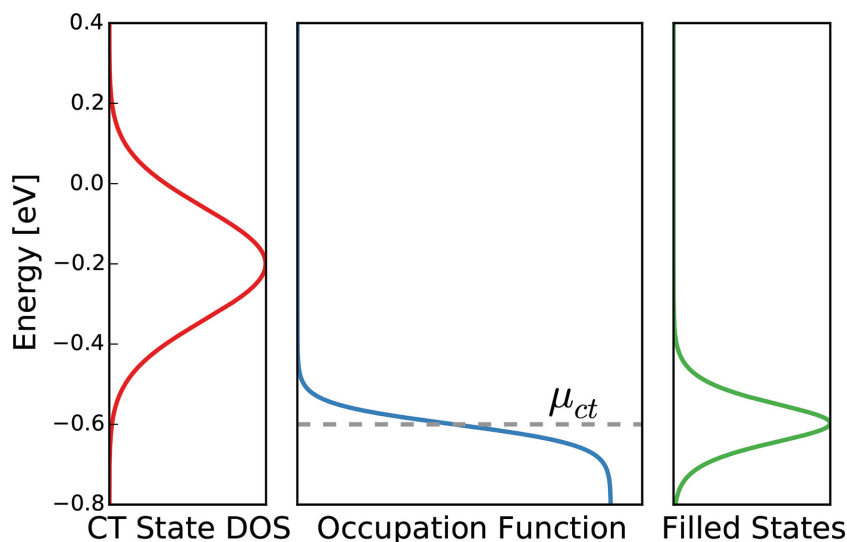 Energy [eV]
0.4
0.2
0.0
−0.2
−0.4
−0.6
−0.8
μct
CT State DOS
Occupation Function
Filled States